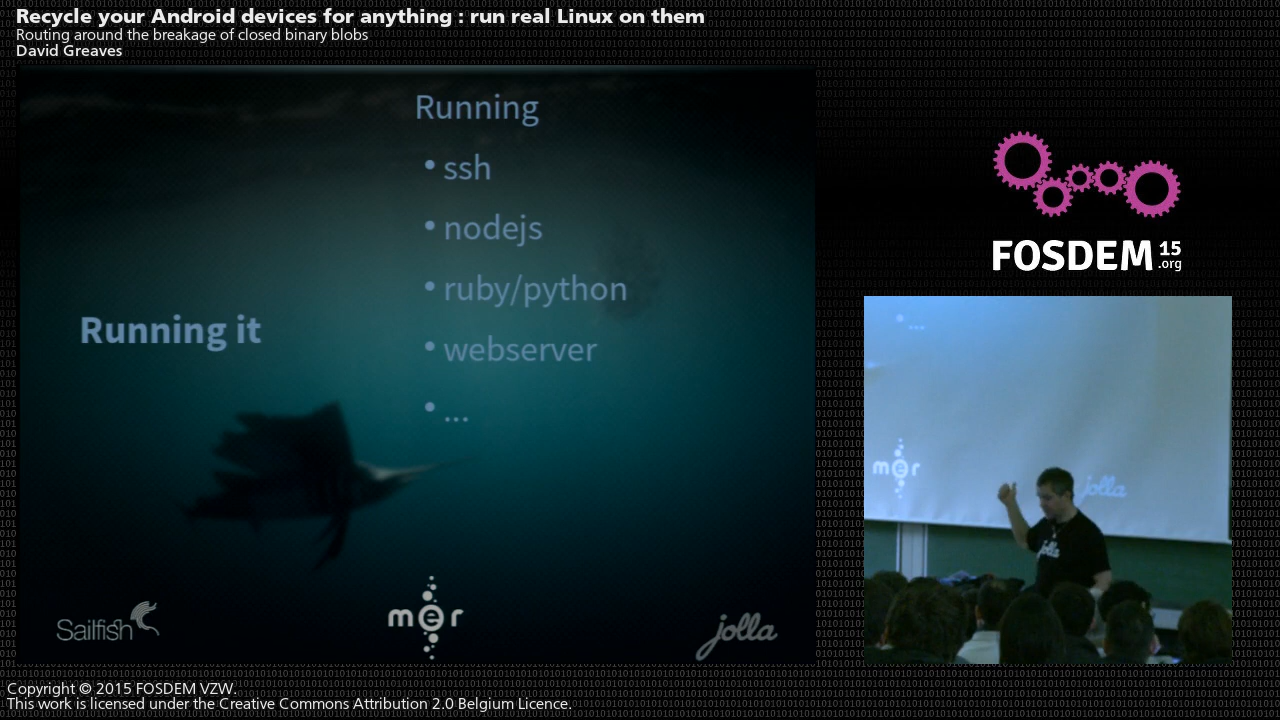 Recycle your Android devices for anything : run real Linux on them
Routing around the breakage of closed binary blobs
David Greaves
Running
• ssh
• nodejs
• ruby/python
• webserver
• ...
Running it
Sailfish
mer
jolla
FOSDEM 15
.org
• ...
mer
jolla
jolla
Copyright © 2015 FOSDEM VZW.
This work is licensed under the Creative Commons Attribution 2.0 Belgium Licence.